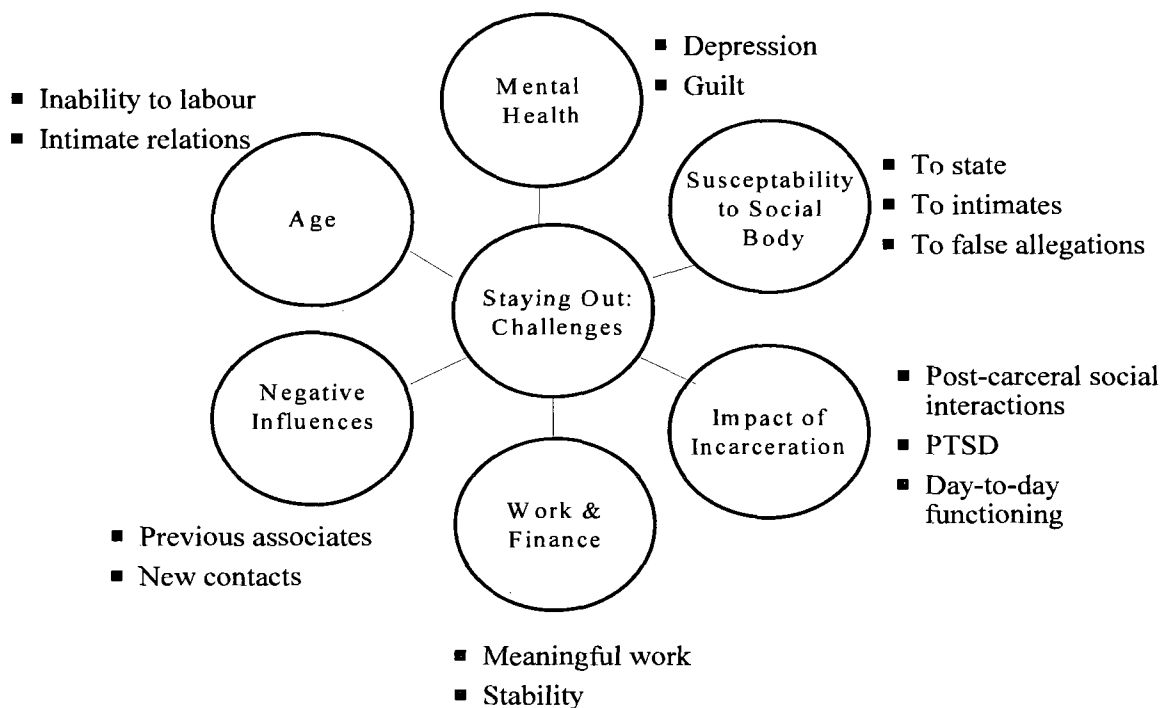 Mental
Health
■ Depression
■ Guilt
■ Inability to labour
■ Intimate relations
Age
Susceptability
to Social
Body
■ To state
■ To intimates
■ To false allegations
Staying Out:
Challenges
Negative
Influences
■ Previous associates
■ New contacts
Impact of
Incarceration
■ Post-carceral social
interactions
■ PTSD
■ Day-to-day
functioning
Work &
Finance
■ Meaningful work
■ Stability